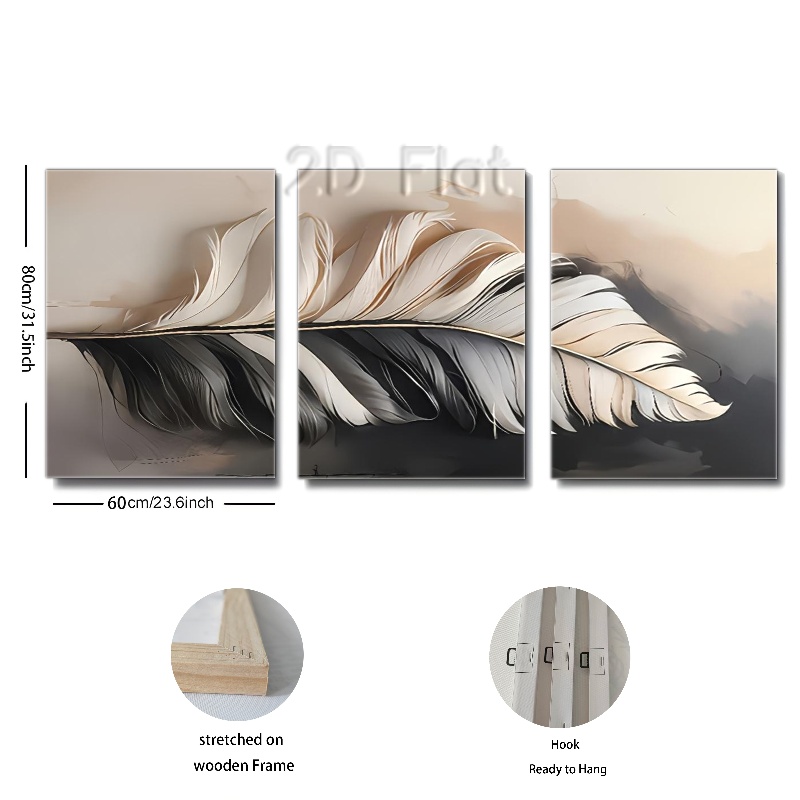 2D Flat
80cm/31.5inch
60cm/23.6inch
stretched on
wooden Frame
Hook
Ready to Hang